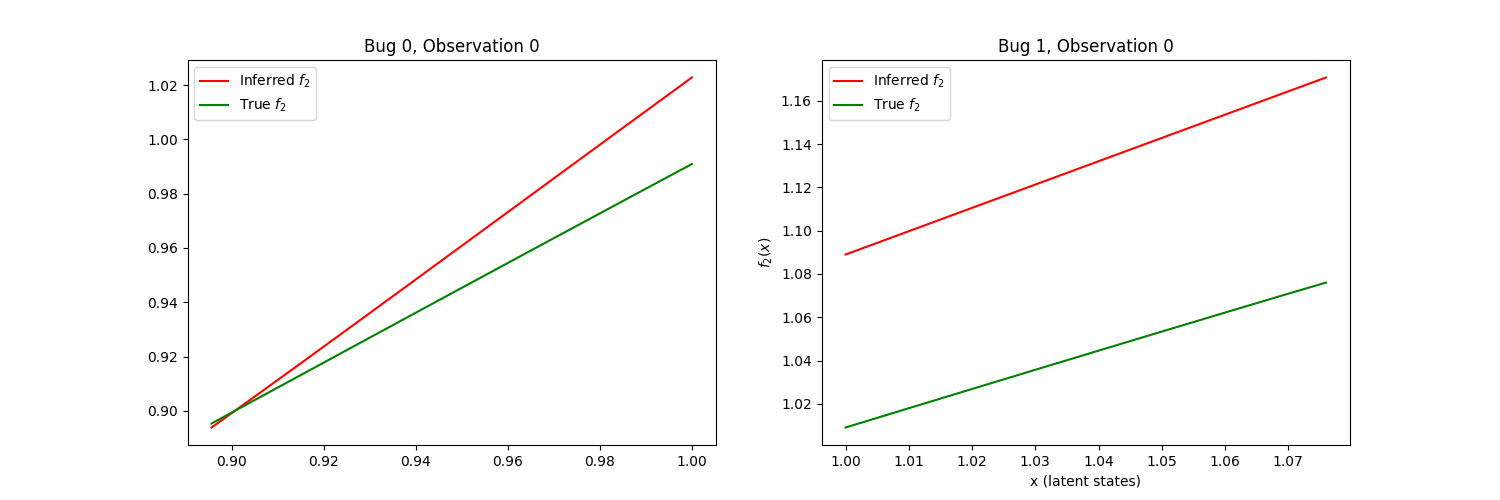 Bug 0, Observation 0
Inferred f₂
True f₂
1.02
1.00
0.98
0.96
0.94
0.92
0.90
0.90 0.92 0.94 0.96 0.98 1.00
Bug 1, Observation 0
Inferred f₂
True f₂
f₂(x)
1.16
1.14
1.12
1.10
1.08
1.06
1.04
1.02
1.00 1.01 1.02 1.03 1.04 1.05 1.06 1.07
x (latent states)